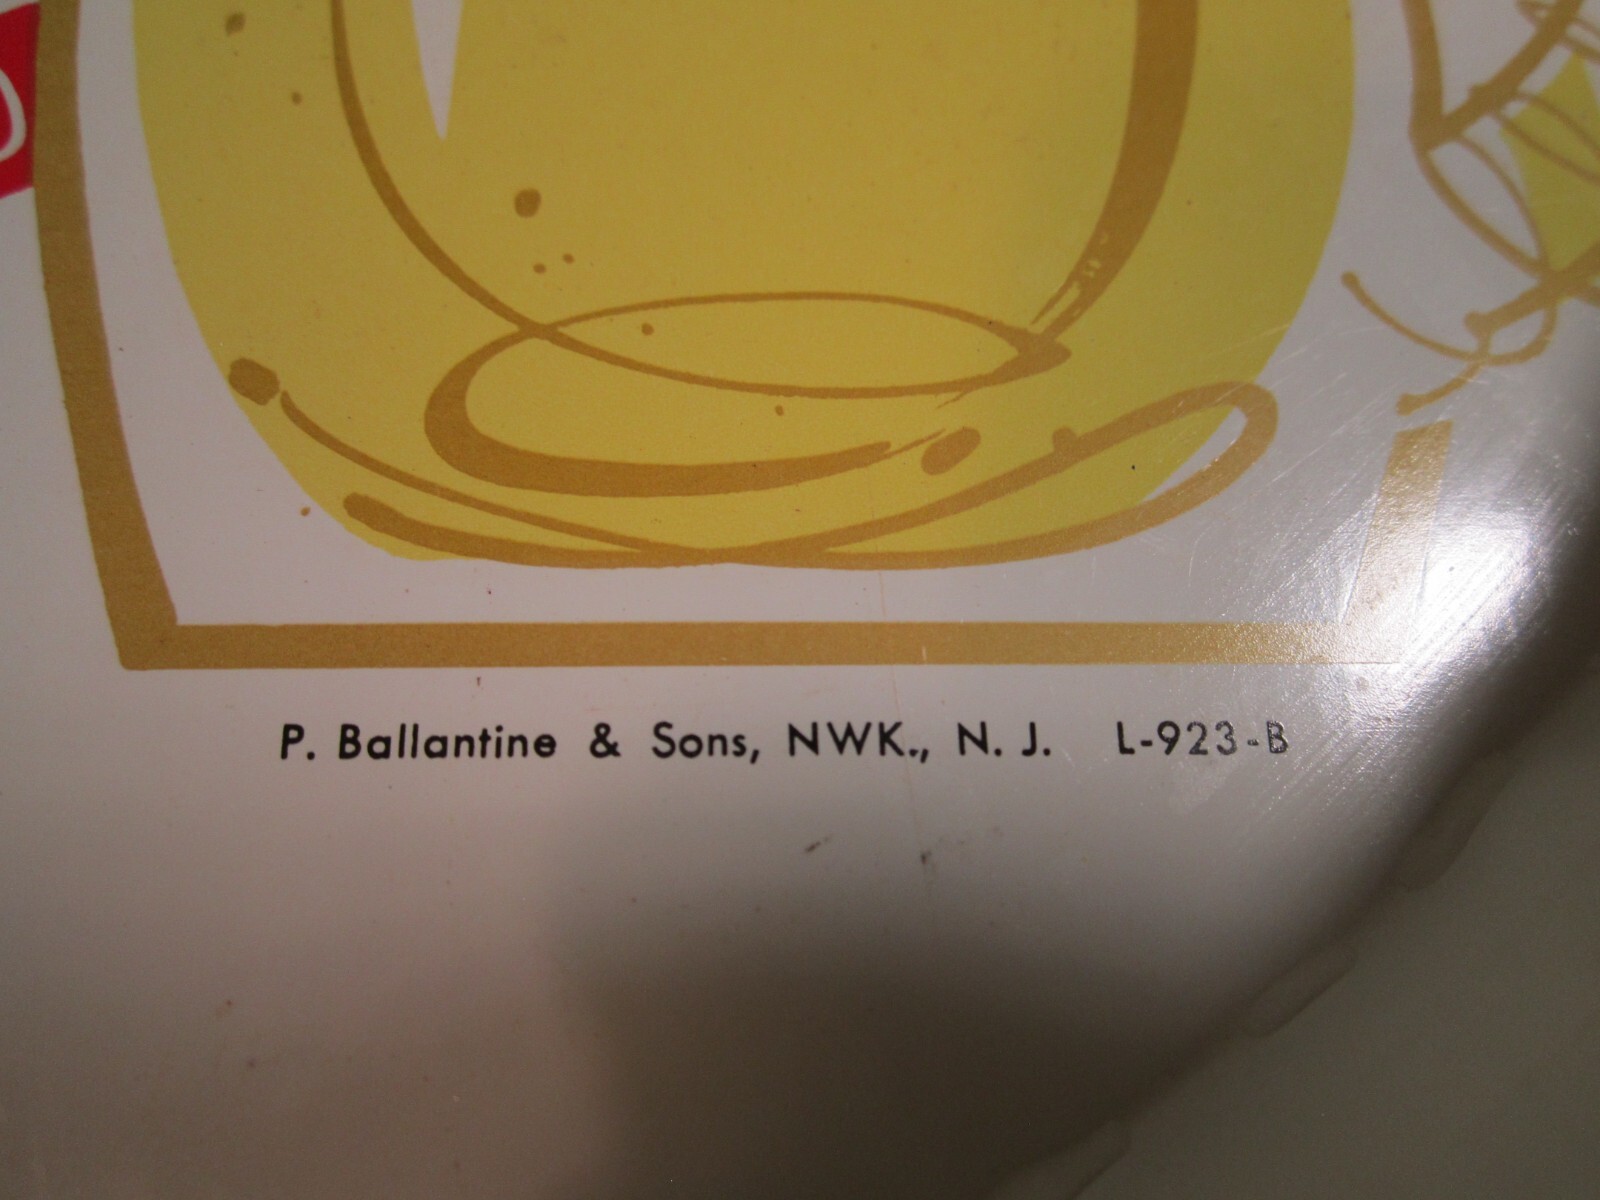 P. Ballantine & Sons, NWK., N. J. L-923-B